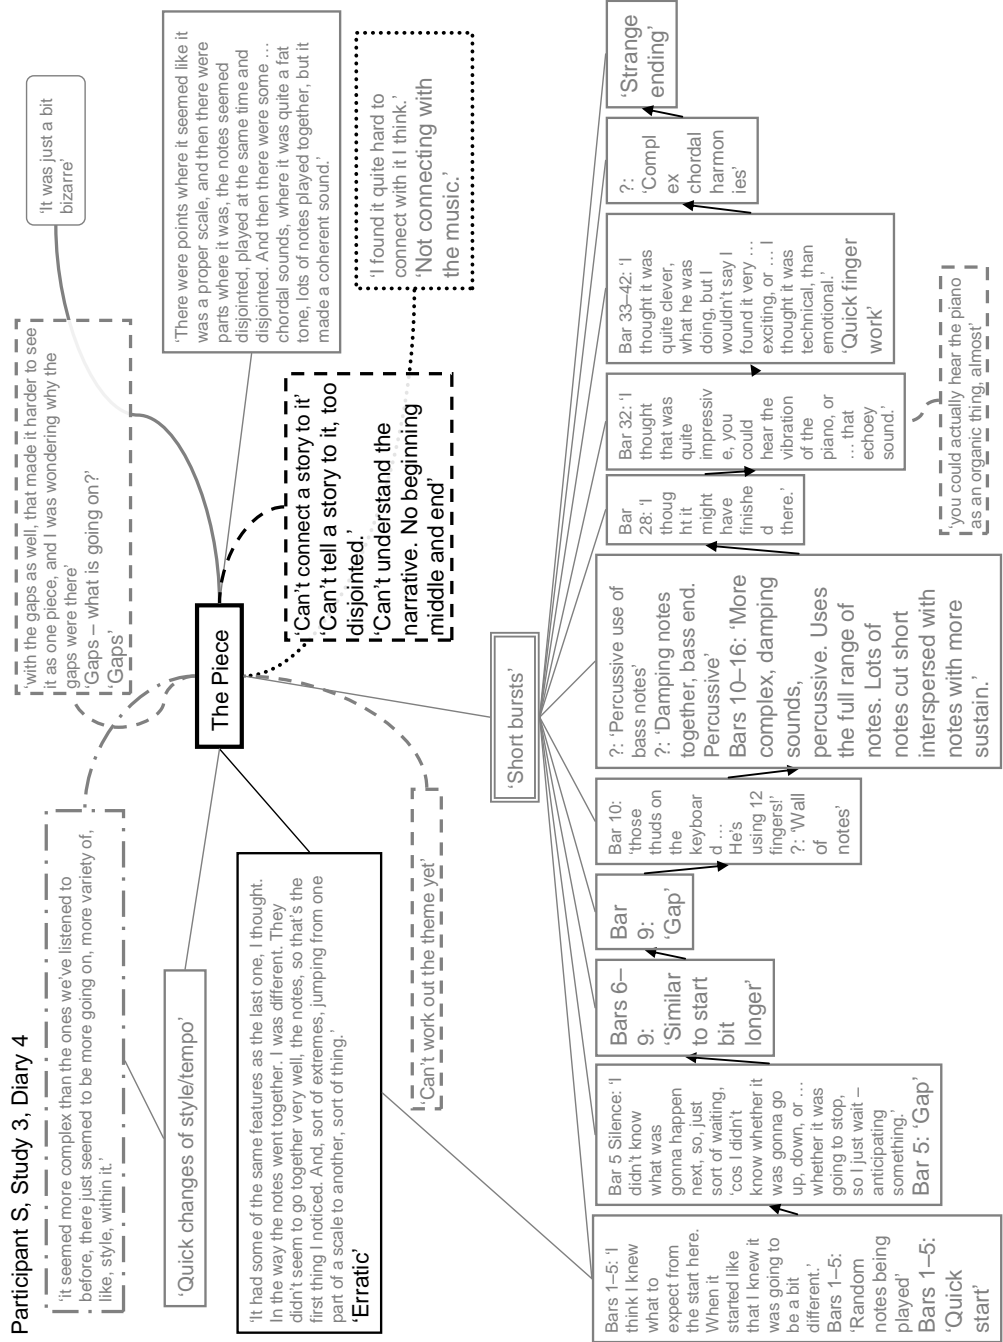 Participant S, Study 3, Diary 4
‘it seemed more complex than the ones we’ve listened to
before, there just seemed to be more going on, more variety of,
like, style, within it.’
‘with the gaps as well, that made it harder to see
it as one piece, and I was wondering why the
gaps were there’
‘Gaps – what is going on?’
‘Gaps’
‘It was just a bit
bizarre’
‘Quick changes of style/tempo’
The Piece
‘There were points where it seemed like it
was a proper scale, and then there were
parts where it was, the notes seemed
disjointed, played at the same time and
disjointed. And then there were some …
chordal sounds, where it was quite a fat
tone, lots of notes played together, but it
made a coherent sound.’
‘It had some of the same features as the last one, I thought.
In the way the notes went together. I was different. They
didn’t seem to go together very well, the notes, so that’s the
first thing I noticed. And, sort of extremes, jumping from one
part of a scale to another, sort of thing.’
‘Erratic’
‘Can’t connect a story to it’
‘Can’t tell a story to it, too
disjointed.’
‘Can’t understand the
narrative. No beginning
middle and end’
‘I found it quite hard to
connect with it I think.’
‘Not connecting with
the music.’
‘Can’t work out the theme yet’
‘Short bursts’
Bars 1–5: ‘I
think I knew
what to
expect from
the start here.
When it
started like
that I knew it
was going to
be a bit
different.’
Bars 1–5:
‘Random
notes being
played’
Bars 1–5:
‘Quick
start’
Bar 5 Silence: ‘I
didn’t know
what was
gonna happen
next, so, just
sort of waiting,
‘cos I didn’t
know whether it
was gonna go
up, down, or …
whether it was
going to stop,
so I just wait –
anticipating
something.’
Bar 5: ‘Gap’
Bars 6–
9:
‘Similar
to start
bit
longer’
Bar
9:
‘Gap’
Bar 10:
‘those
thuds on
the
keyboar
d …
He’s
using 12
fingers!’
?: ‘Wall
of
notes’
?: ‘Percussive use of
bass notes’
?: ‘Damping notes
together, bass end.
Percussive’
Bars 10–16: ‘More
complex, damping
sounds,
percussive. Uses
the full range of
notes. Lots of
notes cut short
interspersed with
notes with more
sustain.’
Bar
28: ‘I
thou
ht it
might
have
finishe
d
there.’
Bar 32: ‘I
thought
that was
quite
impressiv
e, you
could
hear the
vibration
of the
piano, or
… that
echoey
sound.’
‘you could actually hear the piano
as an organic thing, almost’
Bar 33–42: ‘I
thought it was
quite clever,
what he was
doing, but I
wouldn’t say I
found it very …
exciting, or … I
thought it was
technical, than
emotional.’
‘Quick finger
work’
?:
‘Compl
ex
chordal
harmon
ies’
‘Strange
ending’